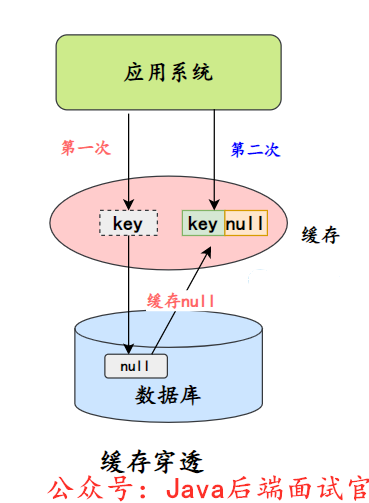 应用系统
第一次
第二次
key
key null
缓存
缓存null
null
数据库
缓存穿透
公众号：Java后端面试官